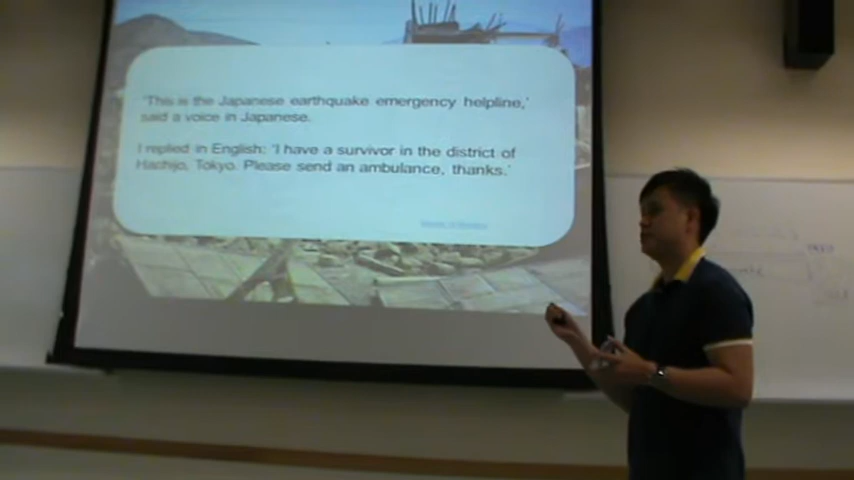 'This is the Japanese earthquake emergency helpline,'
said a voice in Japanese.
I replied in English: 'I have a survivor in the district of
Hachijo, Tokyo. Please send an ambulance, thanks.'